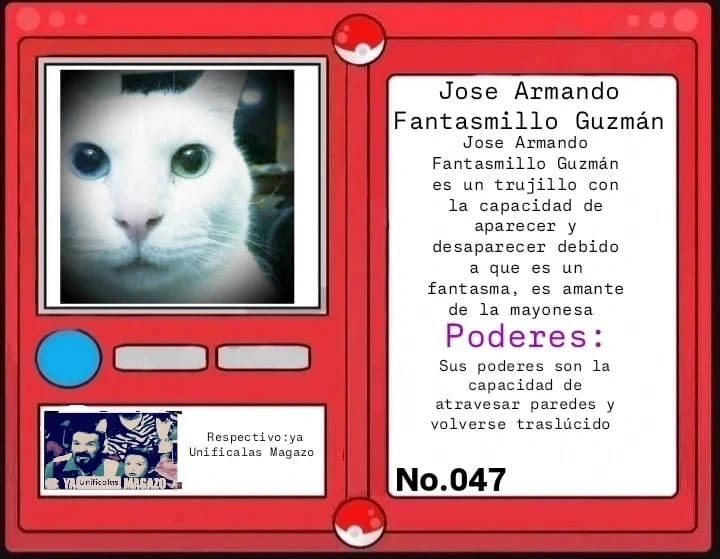 Jose Armando
Fantasmillo Guzmán
Jose Armando
Fantasmillo Guzmán
es un trujillo con
la capacidad de
aparecer y
desaparecer debido
a que es un
fantasma, es amante
de la mayonesa
Poderes:
Sus poderes son la
capacidad de
atravesar paredes y
volverse traslúcido
No.047
Respectivo:ya
Unificalas Magazo
YA Unificalas MAGAZO